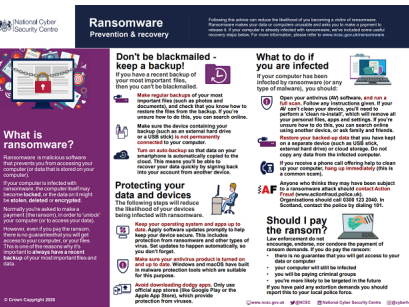 National Cyber
Security Centre
Ransomware
Prevention & recovery
Following this advice can reduce the likelihood of you becoming a victim of ransomware.
Ransomware makes your data or computers unusable and asks you to make a payment to
release it. If your computer is already infected with ransomware, we've included some useful
recovery steps below. For more information, please refer to www.ncsc.gov.uk/ransomware.
What is
ransomware?
Ransomware is malicious software
that prevents you from accessing your
computer (or data that is stored on your
computer).
If your computer is infected with
ransomware, the computer itself may
become locked, or the data on it might
be stolen, deleted or encrypted.
Normally you're asked to make a
payment (the ransom), in order to 'unlock'
your computer (or to access your data)
However, even if you pay the ransom,
there is no guarantee that you will get
access to your computer, or your files.
This is one of the reasons why it's
important to always have a recent
backup of your most important files and
data.
© Crown Copyright 2020
Don't be blackmailed -
keep a backup!
If you have a recent backup of
your most important files, then
you can't be blackmailed.
Make regular backups of your most
important files (such as photos and
documents), and check that you know how to
restore the files from the backup. If you're
unsure how to do this, you can search online.
Make sure the device containing your
backup (such as an external hard drive
or a USB stick) is not permanently
connected to your computer.
Turn on auto-backup so that data on your
smartphone is automatically copied to the
cloud. This means you'll be able to
recover your data quickly by signing back
into your account from another device.
Protecting your
data and devices
The following steps will reduce
the likelihood of your devices
being infected with ransomware.
Keep your operating system and apps up to
date. Apply software updates promptly to help
keep your device secure. This includes
protection from ransomware and other types of
virus. Set updates to happen automatically, so
you don't forget.
Make sure your antivirus product is turned on
and up to date. Windows and macOS have built
in malware protection tools which are suitable
for this purpose.
Avoid downloading dodgy apps. Only use
official app stores (like Google Play or the
Apple App Store), which provide
protection from viruses.
What to do if
you are infected
If your computer has already been
infected by ransomware (or any
type of malware), you should:
Open your antivirus (AV) software, and run a
full scan. Follow any instructions given. If your
AV can't clean your device, you'll need to
perform a 'clean re-install', which will remove all
your personal files, apps and settings. If you're
unsure how to do this, you can search online
using another device, or ask family and friends.
Restore your backed-up data that you have kept
on a separate device (such as USB stick,
external hard drive) or cloud storage. Do not
copy any data from the infected computer.
If you receive a phone call offering help to clean
up your computer, hang up immediately (this is
a common scam).
AF
Anyone who thinks they may have been subject
to a ransomware attack should contact Action
Fraud (www.actionfraud.police.uk).
Organisations should call 0300 123 2040. In
Scotland, contact the police by dialling 101.
Should I pay
the ransom?
Law enforcement do not
encourage, endorse, nor condone the payment of
ransom demands. If you do pay the ransom:
• there is no guarantee that you will get access to
your data or computer
• your computer will still be infected
• you will be paying criminal groups
• you're more likely to be targeted in the future
If you have paid any extortion demands you should
report it to your local police force.
www.ncsc.gov.uk
@NCSC
National Cyber Security Centre
@cyberhq